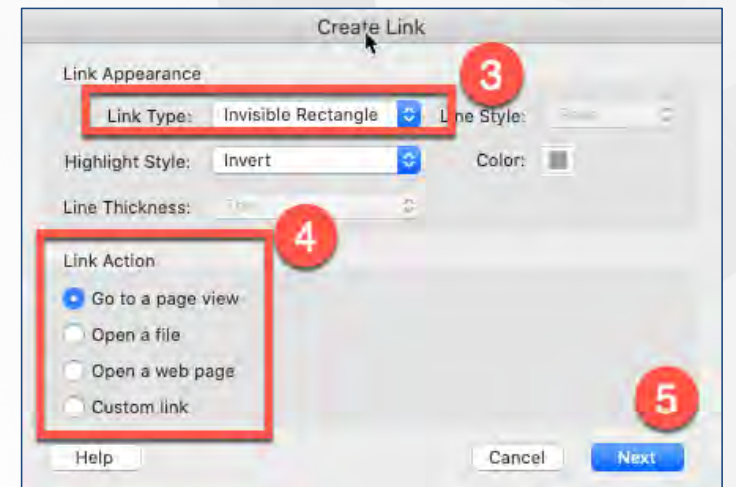 Create Link
Link Appearance
3
Link Type: Invisible Rectangle Line Style:
Highlight Style: Invert Color:
Line Thickness:
4
Link Action
Go to a page view
Open a file
Open a web page
Custom link
5
Help Cancel Next